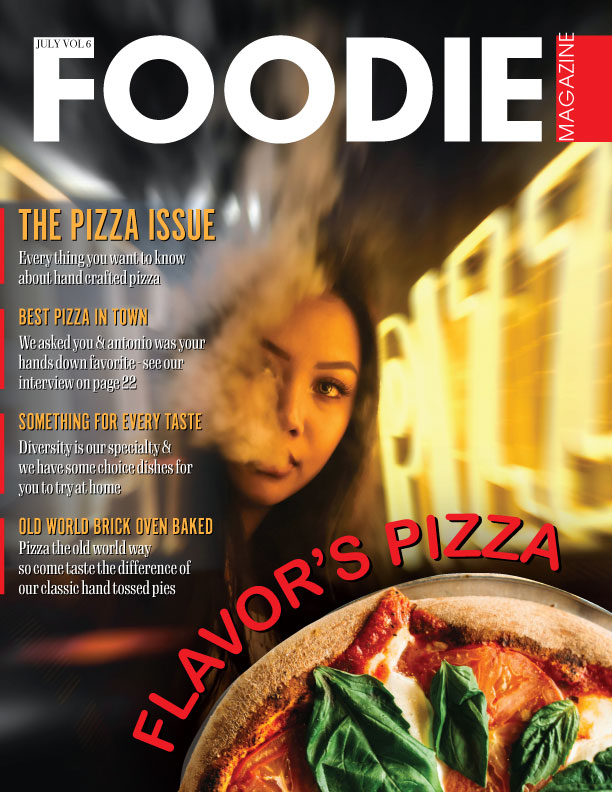 JULY VOL 6
FOODIE
MAGAZINE
THE PIZZA ISSUE
Every thing you want to know
about hand crafted pizza
BEST PIZZA IN TOWN
We asked you & antonio was your
hands down favorite- see our
interview on page 22
SOMETHING FOR EVERY TASTE
Diversity is our specialty &
we have some choice dishes for
you to try at home
OLD WORLD BRICK OVEN BAKED
Pizza the old world way
so come taste the difference of
our classic hand tossed pies
FLAVOR'S PIZZA